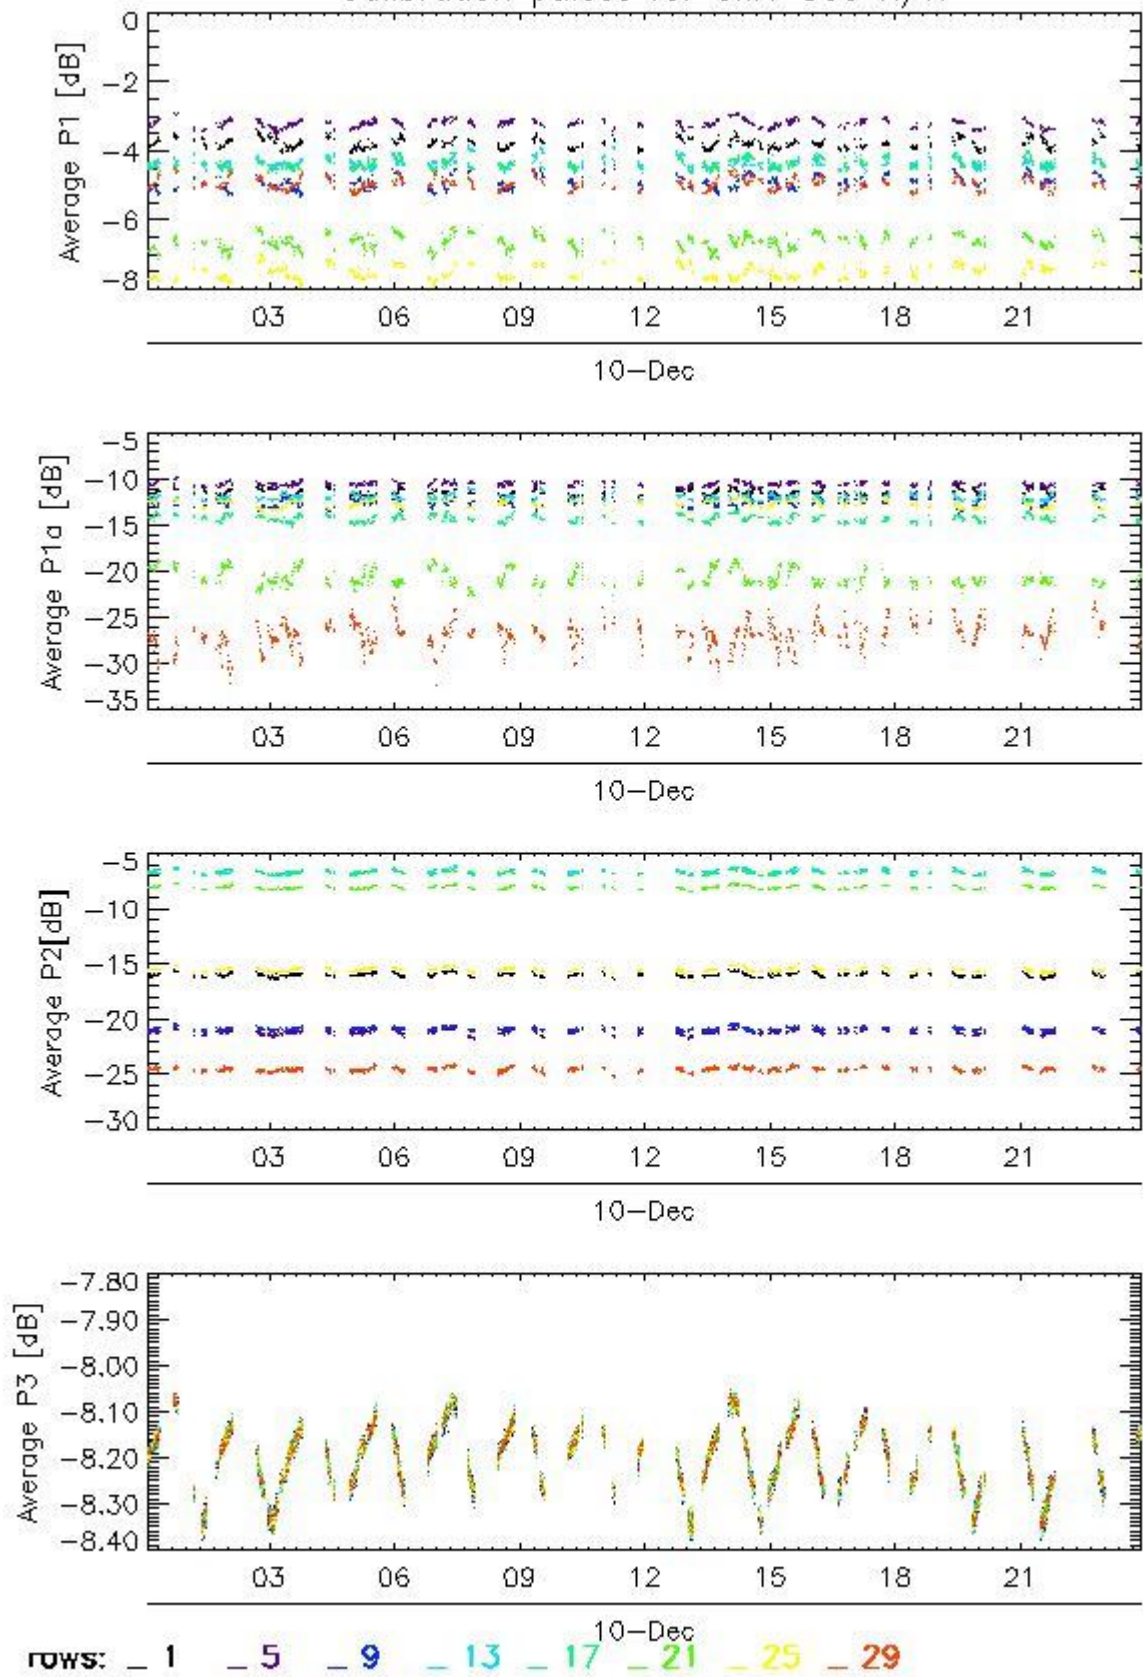 0
-2
-4
-6
-8
Average P1 [dB]
03 06 09 12 15 18 21
10-Dec
-5
-10
-15
-20
-25
-30
-35
Average P1a [dB]
03 06 09 12 15 18 21
10-Dec
-5
-10
-15
-20
-25
-30
Average P2[dB]
03 06 09 12 15 18 21
10-Dec
-7.80
-7.90
-8.00
-8.10
-8.20
-8.30
-8.40
Average P3 [dB]
03 06 09 12 15 18 21
10-Dec
rows: _ 1 _ 5 _ 9 _ 13 _ 17 _ 21 _ 25 _ 29